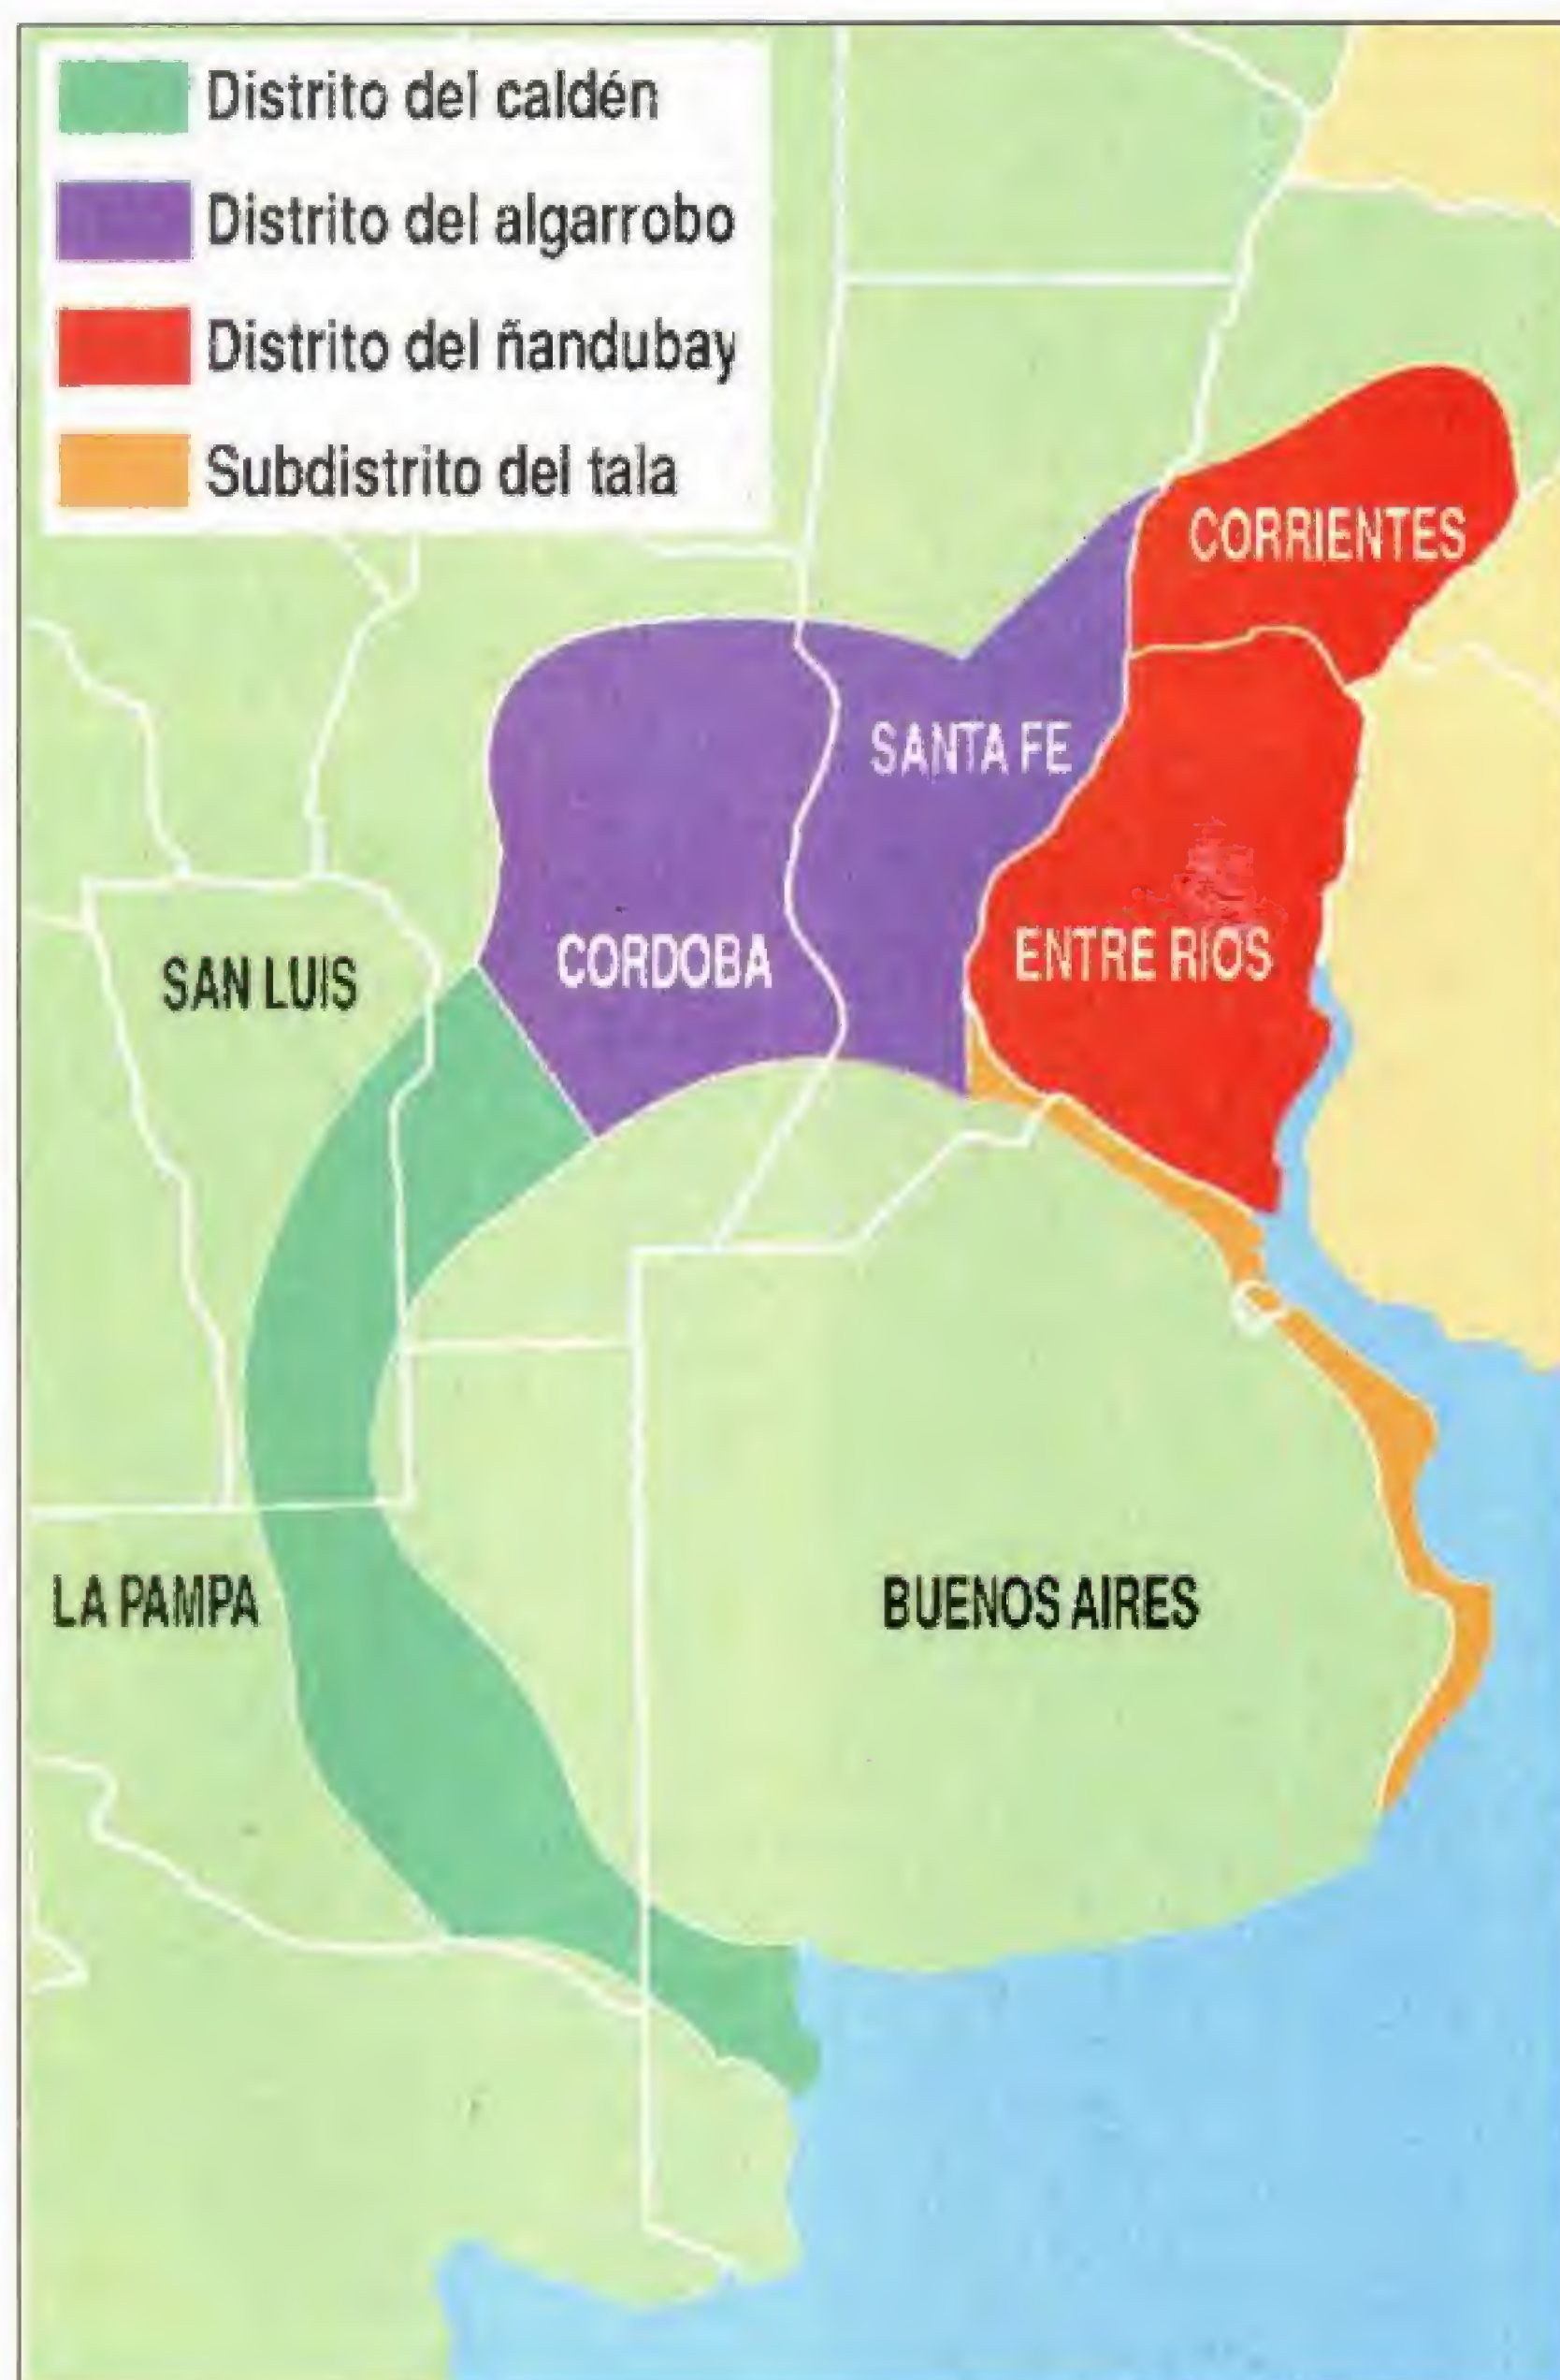 Distrito del caldén
Distrito del algarrobo
Distrito del ñandubay
Subdistrito del tala
CORRIENTES
SANTA FE
CORDOBA
ENTRE RIOS
SAN LUIS
LA PAMPA
BUENOS AIRES